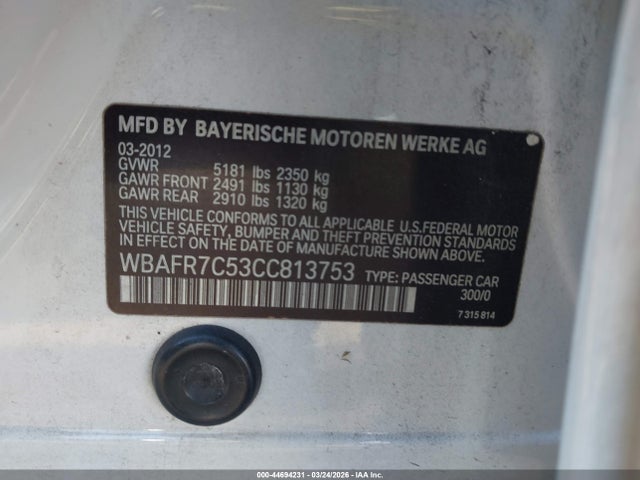 MFD BY BAYERISCHE MOTOREN WERKE AG
03-2012
GVWR 5181 lbs 2350 kg
GAWR FRONT 2491 lbs 1130 kg
GAWR REAR 2910 lbs 1320 kg
THIS VEHICLE CONFORMS TO ALL APPLICABLE U.S.FEDERAL MOTOR
VEHICLE SAFETY, BUMPER AND THEFT PREVENTION STANDARDS
IN EFFECT ON THE DATE OF MANUFACTURE SHOWN ABOVE.
WBAFR7C53CC813753 TYPE: PASSENGER CAR
300/0
7 315 814
000-44694231 - 03/24/2026 - IAA Inc.